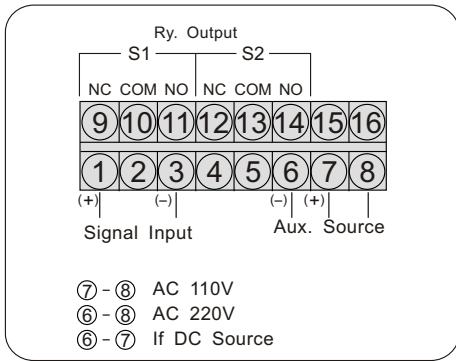 Ry. Output
S1 S2
NC COM NO NC COM NO
9 10 11 12 13 14 15 16
1 2 3 4 5 6 7 8
(+) (−) (−) (+)
Signal Input Aux. Source
⑦ - ⑧ AC 110V
⑥ - ⑧ AC 220V
⑥ - ⑦ If DC Source